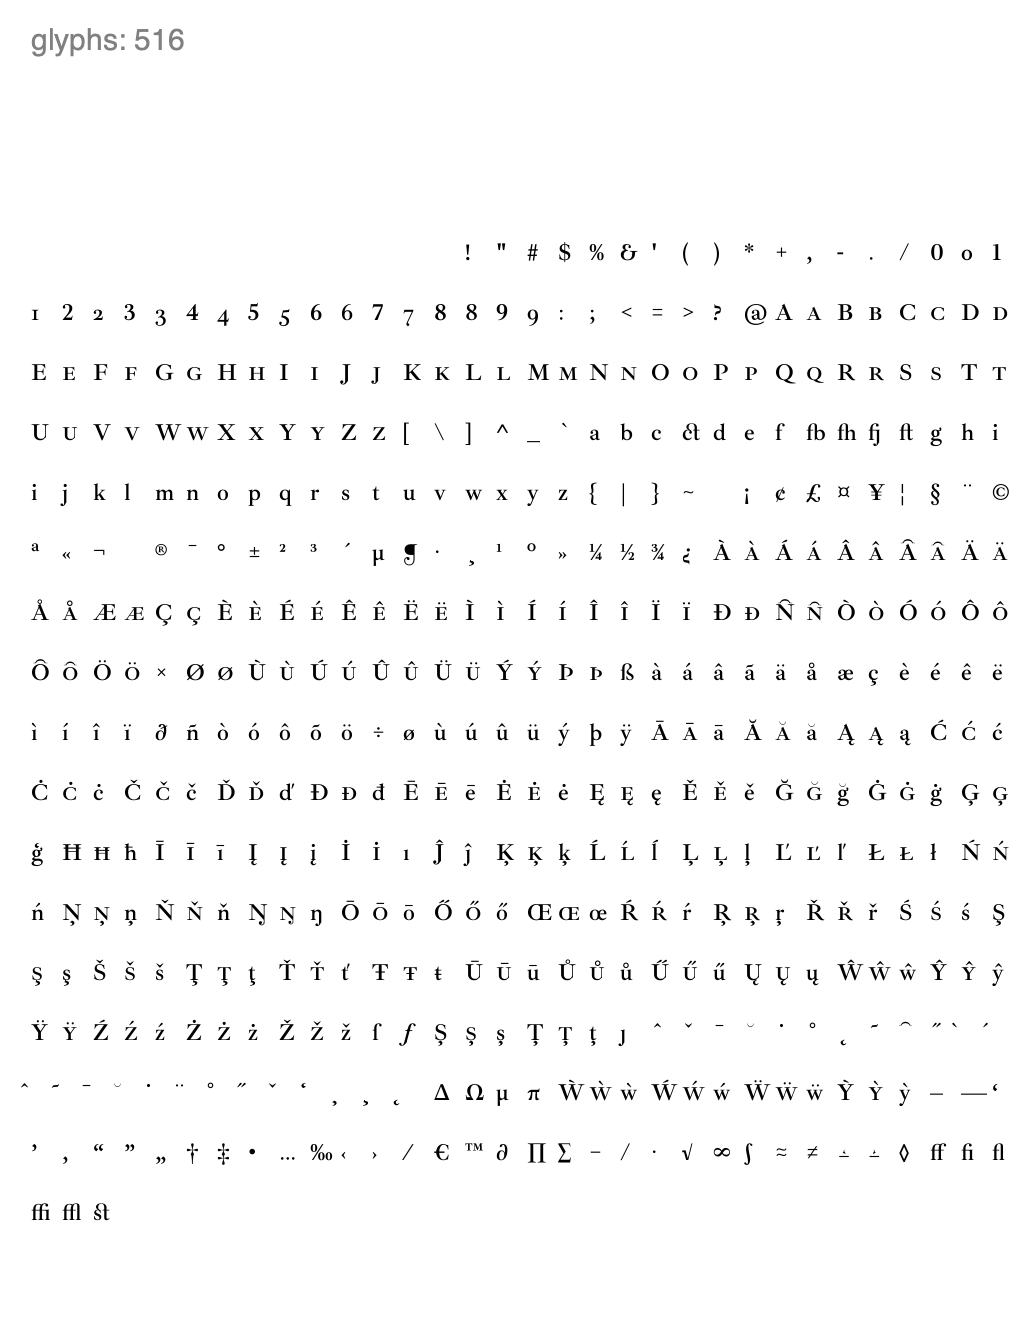 glyphs: 516
! " # $ % & ' ( ) * + , - . / 0 0 1
1 2 2 3 3 4 4 5 5 6 6 7 7 8 8 9 9 : ; < = > ? @ A ᴀ B ʙ C ᴄ D ᴅ
E ᴇ F ꜰ G ɢ H ʜ I ɪ J ᴊ K ᴋ L ʟ M ᴍ N ɴ O ᴏ P ᴘ Q ꞯ R ʀ S ꜱ T ᴛ
U ᴜ V ᴠ W ᴡ X x Y ʏ Z ᴢ [ \ ] ^ _ ` a b c ct d e f fb fh fj ft g h i
i j k l m n o p q r s t u v w x y z { | } ~ ¡ ¢ £ ¤ ¥ ¦ § ¨ ©
ª « ¬ ® ¯ ° ± ² ³ ´ µ ¶ · ¸ ¹ º » ¼ ½ ¾ ¿ À À Á Á Â Â Ã Ã Ä Ä
Å Å Æ Æ Ç Ç È È É É Ê Ê Ë Ë Ì Ì Í Í Î Î Ï Ï Ð Ð Ñ Ñ Ò Ò Ó Ó Ô Ô
Õ Õ Ö Ö × Ø Ø Ù Ù Ú Ú Û Û Ü Ü Ý Ý Þ Þ ß à á â ã ä å æ ç è é ê ë
ì í î ï ð ñ ò ó ô õ ö ÷ ø ù ú û ü ý þ ÿ Ā Ā ā Ă Ă ă Ą Ą ą Ć Ć ć
Ċ Ċ ċ Č Č č Ď Ď ď Đ Đ đ Ē Ē ē Ė Ė ė Ę Ę ę Ě Ě ě Ğ Ğ ğ Ġ Ġ ġ Ģ Ģ
ģ Ħ Ħ ħ Ī Ī ī Į Į į İ İ ı Ĵ ĵ Ķ Ķ ķ Ĺ Ĺ ĺ Ļ Ļ ļ Ľ Ľ ľ Ł Ł ł Ń Ń
ń Ņ Ņ ņ Ň Ň ň Ŋ Ŋ ŋ Ō Ō ō Ő Ő ő Œ Œ œ Ŕ Ŕ ŕ Ŗ Ŗ ŗ Ř Ř ř Ś Ś ś Ş
Ş ş Š Š š Ţ Ţ ţ Ť Ť ť Ŧ Ŧ ŧ Ū Ū ū Ů Ů ů Ű Ű ű Ų Ų ų Ŵ Ŵ ŵ Ŷ Ŷ ŷ
Ÿ Ÿ Ź Ź ź Ż Ż ż Ž Ž ž ſ ƒ Ș Ș ș Ț Ț ț ȷ ˆ ˇ ˉ ˘ ˙ ˚ ˛ ˜ ̑ ˝ ̀ ́
̂ ̃ ̄ ̆ ̇ ̈ ̊ ̋ ̌ ̒ ̦ ̧ ̨ Δ Ω μ π Ẁ Ẁ ẁ Ẃ Ẃ ẃ Ẅ Ẅ ẅ Ỳ Ỳ ỳ – — ‘
’ ‚ “ ” „ † ‡ • … ‰ ‹ › ⁄ € ™ ∂ ∏ ∑ − ∕ ∙ √ ∞ ∫ ≈ ≠ ◊ ff fi fl
ffi ffl st